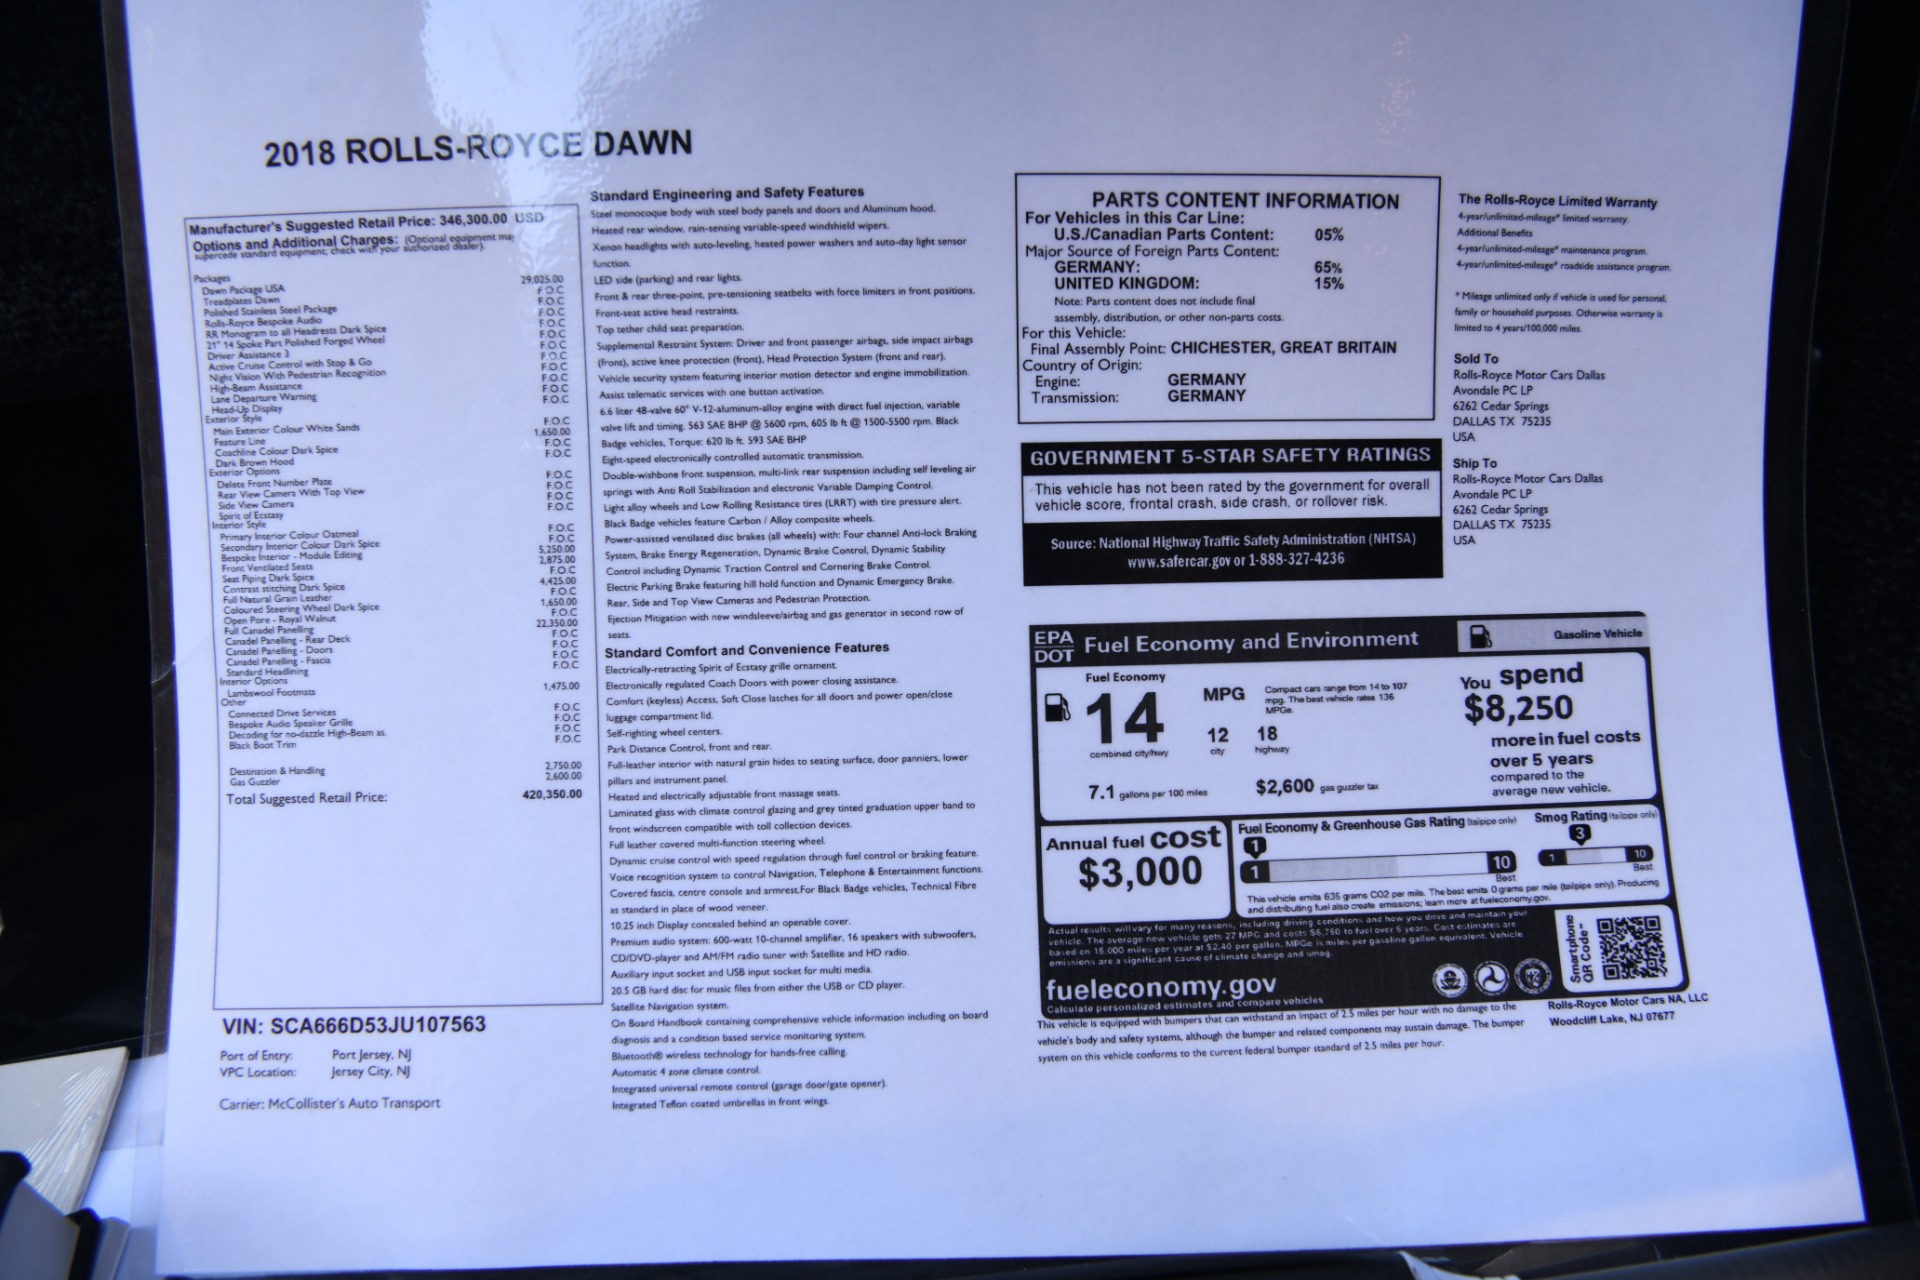 2018 ROLLS-ROYCE DAWN
Manufacturer's Suggested Retail Price: 346,300.00 USD
Options and Additional Charges: (Optional equipment may
supercede standard equipment; check with your authorized dealer).
Packages 29,025.00
Dawn Package USA F.O.C
Treadplates Dawn F.O.C
Polished Stainless Steel Package F.O.C
Rolls-Royce Bespoke Audio F.O.C
RR Monogram to all Headrests Dark Spice F.O.C
21" 14 Spoke Part Polished Forged Wheel F.O.C
Driver Assistance 3 F.O.C
Active Cruise Control with Stop & Go F.O.C
Night Vision With Pedestrian Recognition F.O.C
High-Beam Assistance F.O.C
Lane Departure Warning F.O.C
Head-Up Display
Exterior Style
Main Exterior Colour White Sands F.O.C
Feature Line 1,650.00
Coachline Colour Dark Spice F.O.C
Dark Brown Hood F.O.C
Exterior Options
Delete Front Number Plate F.O.C
Rear View Camera With Top View F.O.C
Side View Camera F.O.C
Spirit of Ecstasy F.O.C
Interior Style
Primary Interior Colour Oatmeal F.O.C
Secondary Interior Colour Dark Spice F.O.C
Bespoke Interior - Module Editing 5,250.00
Front Ventilated Seats 2,875.00
Seat Piping Dark Spice F.O.C
Contrast stitching Dark Spice 4,425.00
Full Natural Grain Leather F.O.C
Coloured Steering Wheel Dark Spice 1,650.00
Open Pore - Royal Walnut F.O.C
Full Canadel Panelling 22,350.00
Canadel Panelling - Rear Deck F.O.C
Canadel Panelling - Doors F.O.C
Canadel Panelling - Fascia F.O.C
Standard Headlining F.O.C
Interior Options
Lambswool Footmats 1,475.00
Other
Connected Drive Services F.O.C
Bespoke Audio Speaker Grille F.O.C
Decoding for no-dazzle High-Beam as. F.O.C
Black Boot Trim F.O.C
Destination & Handling 2,750.00
Gas Guzzler 2,600.00
Total Suggested Retail Price: 420,350.00
VIN: SCA666D53JU107563
Port of Entry: Port Jersey, NJ
VPC Location: Jersey City, NJ
Carrier: McCollister's Auto Transport
Standard Engineering and Safety Features
Steel monocoque body with steel body panels and doors and Aluminum hood.
Heated rear window, rain-sensing variable-speed windshield wipers.
Xenon headlights with auto-leveling, heated power washers and auto-day light sensor
function.
LED side (parking) and rear lights.
Front & rear three-point, pre-tensioning seatbelts with force limiters in front positions.
Front-seat active head restraints.
Top tether child seat preparation.
Supplemental Restraint System: Driver and front passenger airbags, side impact airbags
(front), active knee protection (front), Head Protection System (front and rear).
Vehicle security system featuring interior motion detector and engine immobilization.
Assist telematic services with one button activation.
6.6 liter 48-valve 60° V-12-aluminum-alloy engine with direct fuel injection, variable
valve lift and timing. 563 SAE BHP @ 5600 rpm, 605 lb ft @ 1500-5500 rpm. Black
Badge vehicles, Torque: 620 lb ft. 593 SAE BHP
Eight-speed electronically controlled automatic transmission.
Double-wishbone front suspension, multi-link rear suspension including self leveling air
springs with Anti Roll Stabilization and electronic Variable Damping Control.
Light alloy wheels and Low Rolling Resistance tires (LRRT) with tire pressure alert.
Black Badge vehicles feature Carbon / Alloy composite wheels.
Power-assisted ventilated disc brakes (all wheels) with: Four channel Anti-lock Braking
System, Brake Energy Regeneration, Dynamic Brake Control, Dynamic Stability
Control including Dynamic Traction Control and Cornering Brake Control.
Electric Parking Brake featuring hill hold function and Dynamic Emergency Brake.
Rear, Side and Top View Cameras and Pedestrian Protection.
Ejection Mitigation with new windsleeve/airbag and gas generator in second row of
seats.
Standard Comfort and Convenience Features
Electrically-retracting Spirit of Ecstasy grille ornament.
Electronically regulated Coach Doors with power closing assistance.
Comfort (keyless) Access, Soft Close latches for all doors and power open/close
luggage compartment lid.
Self-righting wheel centers.
Park Distance Control, front and rear.
Full-leather interior with natural grain hides to seating surface, door panniers, lower
pillars and instrument panel.
Heated and electrically adjustable front massage seats.
Laminated glass with climate control glazing and grey tinted graduation upper band to
front windscreen compatible with toll collection devices.
Full leather covered multi-function steering wheel.
Dynamic cruise control with speed regulation through fuel control or braking feature.
Voice recognition system to control Navigation, Telephone & Entertainment functions.
Covered fascia, centre console and armrest.For Black Badge vehicles, Technical Fibre
as standard in place of wood veneer.
10.25 inch Display concealed behind an openable cover.
Premium audio system: 600-watt 10-channel amplifier, 16 speakers with subwoofers,
CD/DVD-player and AM/FM radio tuner with Satellite and HD radio.
Auxiliary input socket and USB input socket for multi media.
20.5 GB hard disc for music files from either the USB or CD player.
Satellite Navigation system.
On Board Handbook containing comprehensive vehicle information including on board
diagnosis and a condition based service monitoring system.
Bluetooth® wireless technology for hands-free calling.
Automatic 4 zone climate control.
Integrated universal remote control (garage door/gate opener).
Integrated Teflon coated umbrellas in front wings.
PARTS CONTENT INFORMATION
For Vehicles in this Car Line:
U.S./Canadian Parts Content: 05%
Major Source of Foreign Parts Content:
GERMANY: 65%
UNITED KINGDOM: 15%
Note: Parts content does not include final
assembly, distribution, or other non-parts costs.
For this Vehicle:
Final Assembly Point: CHICHESTER, GREAT BRITAIN
Country of Origin:
Engine: GERMANY
Transmission: GERMANY
GOVERNMENT 5-STAR SAFETY RATINGS
This vehicle has not been rated by the government for overall
vehicle score, frontal crash, side crash, or rollover risk.
Source: National Highway Traffic Safety Administration (NHTSA)
www.safercar.gov or 1-888-327-4236
The Rolls-Royce Limited Warranty
4-year/unlimited-mileage* limited warranty.
Additional Benefits
4-year/unlimited-mileage* maintenance program.
4-year/unlimited-mileage* roadside assistance program.
* Mileage unlimited only if vehicle is used for personal,
family or household purposes. Otherwise warranty is
limited to 4 years/100,000 miles.
Sold To
Rolls-Royce Motor Cars Dallas
Avondale PC LP
6262 Cedar Springs
DALLAS TX 75235
USA
Ship To
Rolls-Royce Motor Cars Dallas
Avondale PC LP
6262 Cedar Springs
DALLAS TX 75235
USA
EPA
DOT
Fuel Economy and Environment
Gasoline Vehicle
Fuel Economy
14 MPG
combined city/hwy
12 city
18 highway
Compact cars range from 14 to 107
mpg. The best vehicle rates 136
MPGe.
7.1 gallons per 100 miles
$2,600 gas guzzler tax
You spend
$8,250
more in fuel costs
over 5 years
compared to the
average new vehicle.
Annual fuel COST
$3,000
Fuel Economy & Greenhouse Gas Rating (tailpipe only)
1
1 10
Best
Smog Rating (tailpipe only)
3
1 10
Best
This vehicle emits 635 grams CO2 per mile. The best emits 0 grams per mile (tailpipe only). Producing
and distributing fuel also create emissions; learn more at fueleconomy.gov.
Actual results will vary for many reasons, including driving conditions and how you drive and maintain your
vehicle. The average new vehicle gets 27 MPG and costs $6,750 to fuel over 5 years. Cost estimates are
based on 15,000 miles per year at $2.40 per gallon. MPGe is miles per gasoline gallon equivalent. Vehicle
emissions are a significant cause of climate change and smog.
fueleconomy.gov
Calculate personalized estimates and compare vehicles
Smartphone
QR Code
This vehicle is equipped with bumpers that can withstand an impact of 2.5 miles per hour with no damage to the
vehicle's body and safety systems, although the bumper and related components may sustain damage. The bumper
system on this vehicle conforms to the current federal bumper standard of 2.5 miles per hour.
Rolls-Royce Motor Cars NA, LLC
Woodcliff Lake, NJ 07677